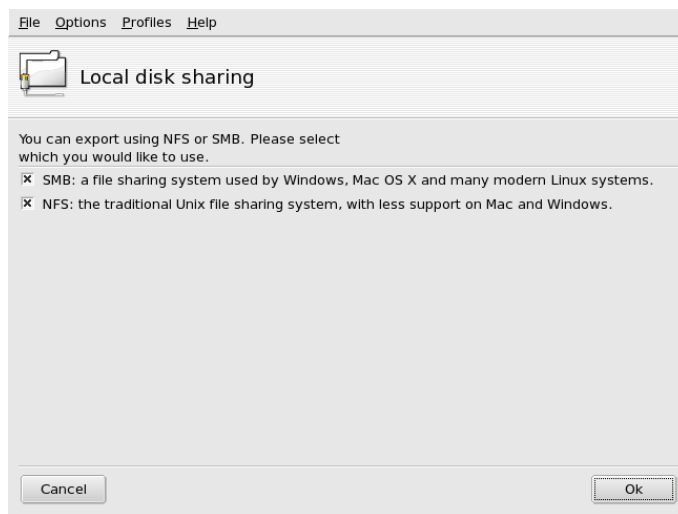 File Options Profiles Help
Local disk sharing
You can export using NFS or SMB. Please select
which you would like to use.
SMB: a file sharing system used by Windows, Mac OS X and many modern Linux systems.
NFS: the traditional Unix file sharing system, with less support on Mac and Windows.
Cancel Ok